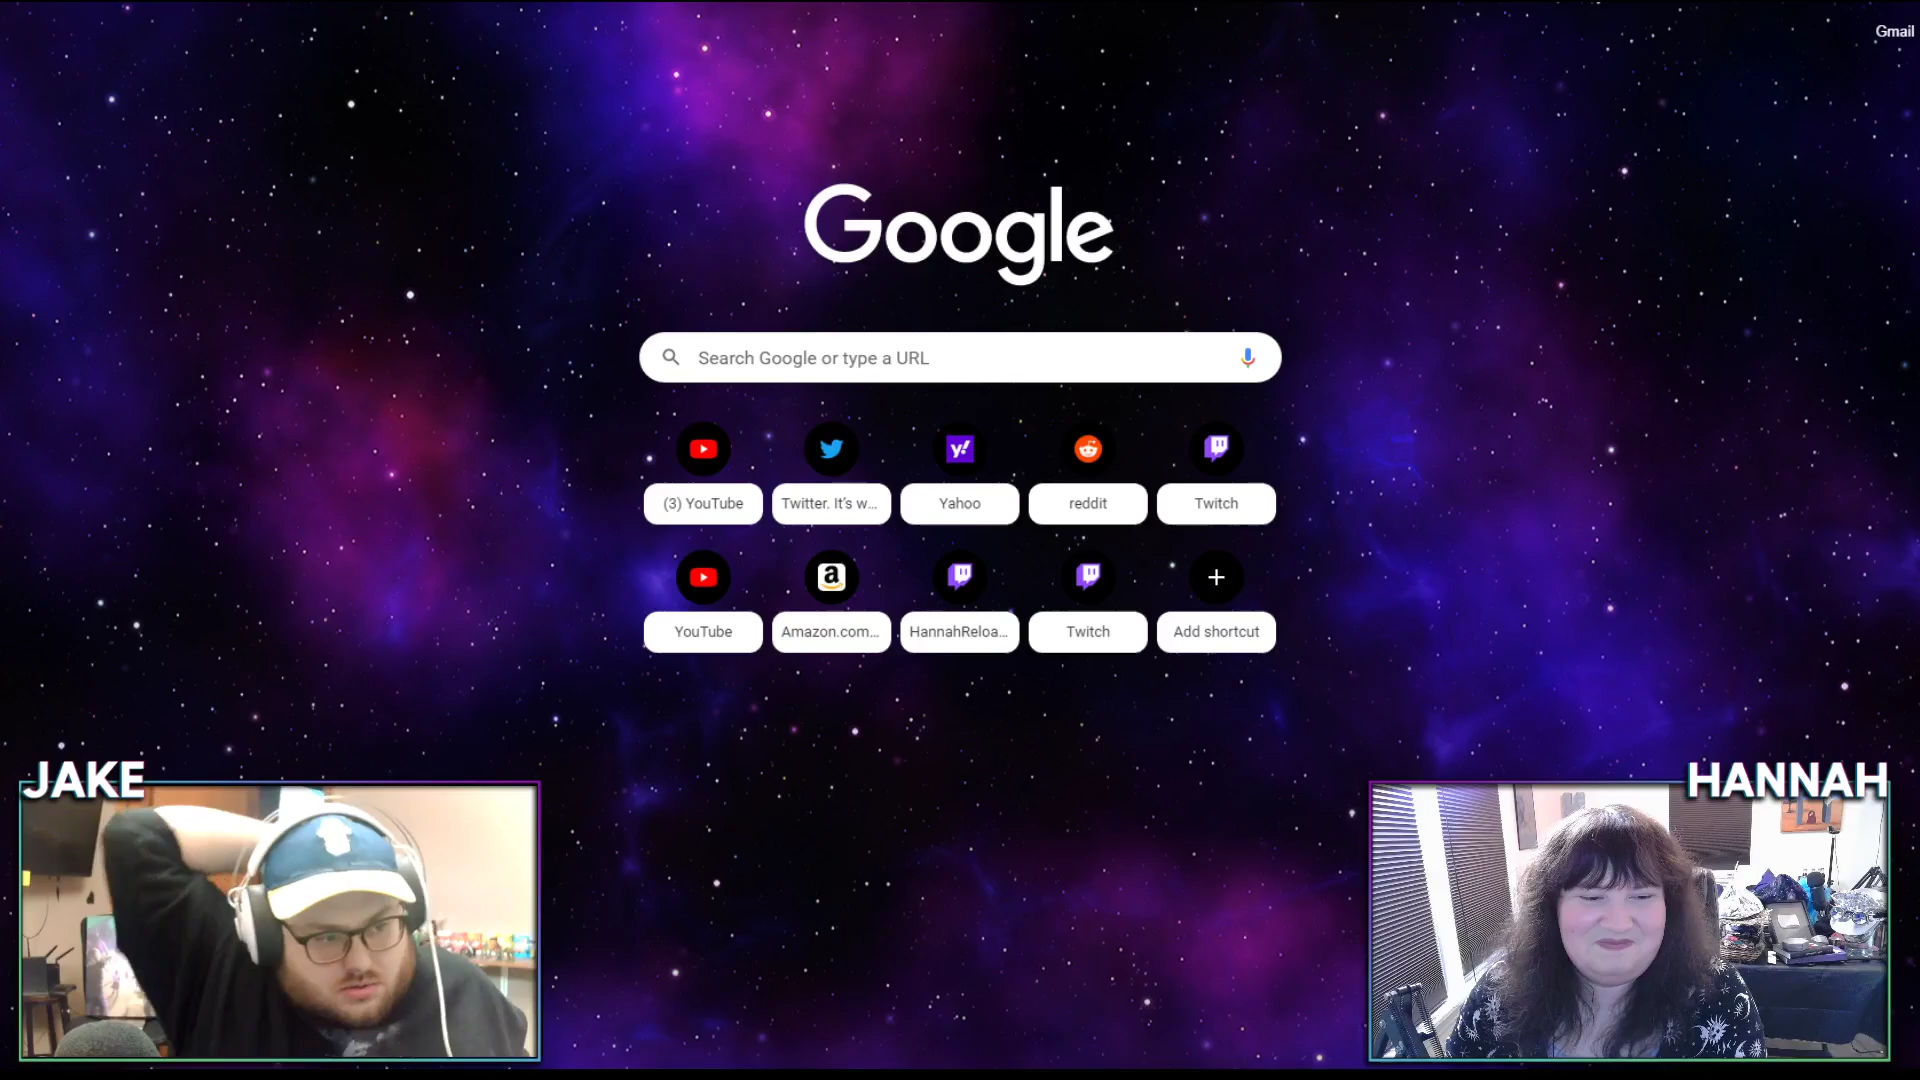 Gmail
Google
Search Google or type a URL
(3) YouTube
Twitter. It's w...
Yahoo
reddit
Twitch
YouTube
Amazon.com...
HannahReloa...
Twitch
Add shortcut
JAKE
HANNAH